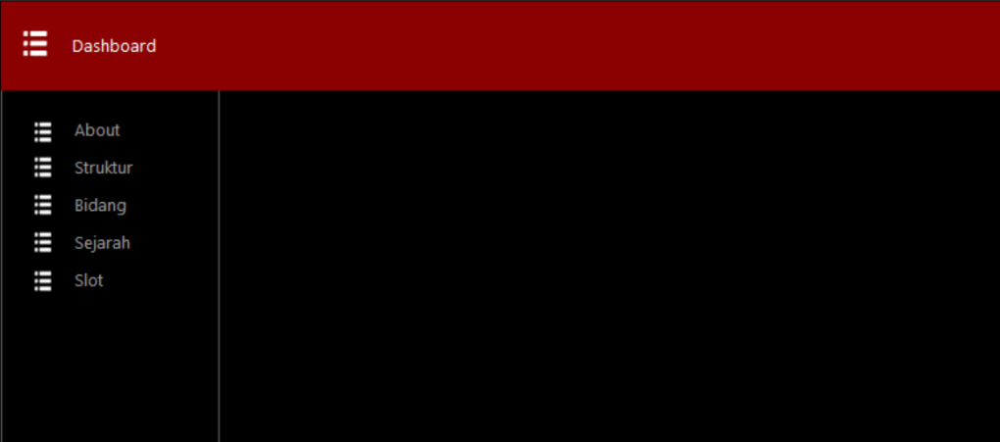 Dashboard
About
Struktur
Bidang
Sejarah
Slot